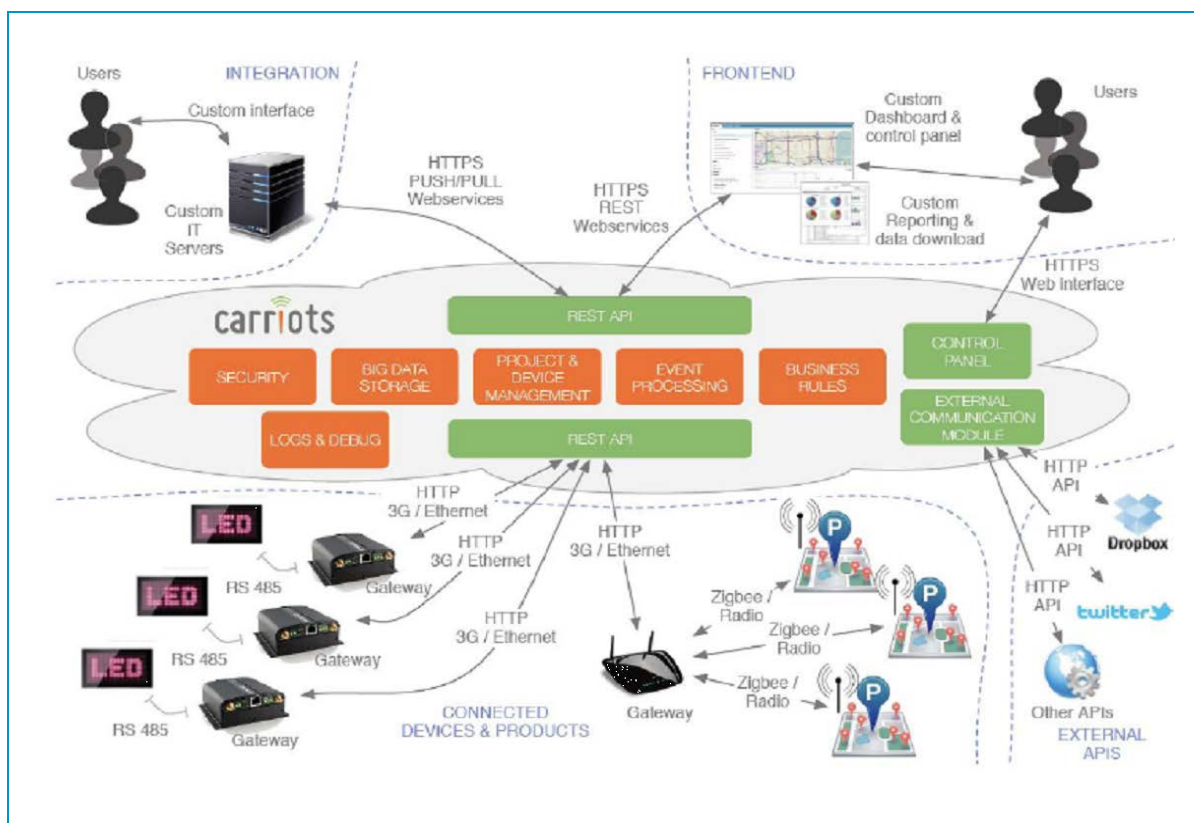 Users
INTEGRATION
Custom interface
Custom
IT
Servers
HTTPS
PUSH/PULL
Webservices
HTTPS
REST
Webservices
FRONTEND
Custom
Dashboard &
control panel
Custom
Reporting &
data download
Users
HTTPS
Web interface
carriots
REST API
SECURITY
BIG DATA
STORAGE
PROJECT &
DEVICE
MANAGEMENT
EVENT
PROCESSING
BUSINESS
RULES
CONTROL
PANEL
EXTERNAL
COMMUNICATION
MODULE
LOGS & DEBUG
REST API
HTTP
3G / Ethernet
LED
RS 485
Gateway
HTTP
3G / Ethernet
LED
RS 485
Gateway
HTTP
3G / Ethernet
LED
RS 485
Gateway
CONNECTED
DEVICES & PRODUCTS
HTTP
3G / Ethernet
Gateway
Zigbee /
Radio
P
Zigbee /
Radio
P
Zigbee /
Radio
P
HTTP
API
Dropbox
HTTP
API
twitter
HTTP
API
Other APIs
EXTERNAL
APIS